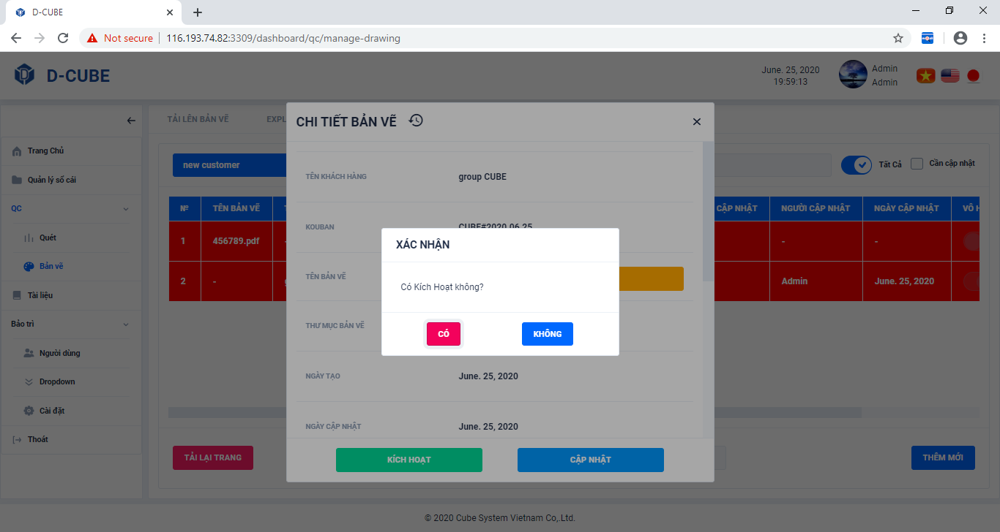 D-CUBE
Not secure
116.193.74.82:3309/dashboard/qc/manage-drawing
D-CUBE
June. 25, 2020
19:59:13
Admin
Admin
Trang Chủ
Quản lý sổ cái
QC
Quét
Bản vẽ
Tài liệu
Bảo trì
Người dùng
Dropdown
Cài đặt
Thoát
TẢI LÊN BẢN VẼ
EXPL
new customer
Tất Cả
Cần cập nhật
Nº
TÊN BẢN VẼ
CẬP NHẬT
NGƯỜI CẬP NHẬT
NGÀY CẬP NHẬT
VÔ H
1
456789.pdf
-
-
-
2
-
Admin
June. 25, 2020
TẢI LẠI TRANG
THÊM MỚI
CHI TIẾT BẢN VẼ
TÊN KHÁCH HÀNG
group CUBE
KOUBAN
CUBE#2020.06.25
TÊN BẢN VẼ
THƯ MỤC BẢN VẼ
NGÀY TẠO
June. 25, 2020
NGÀY CẬP NHẬT
June. 25, 2020
KÍCH HOẠT
CẬP NHẬT
XÁC NHẬN
Có Kích Hoạt không?
CÓ
KHÔNG
© 2020 Cube System Vietnam Co,.Ltd.